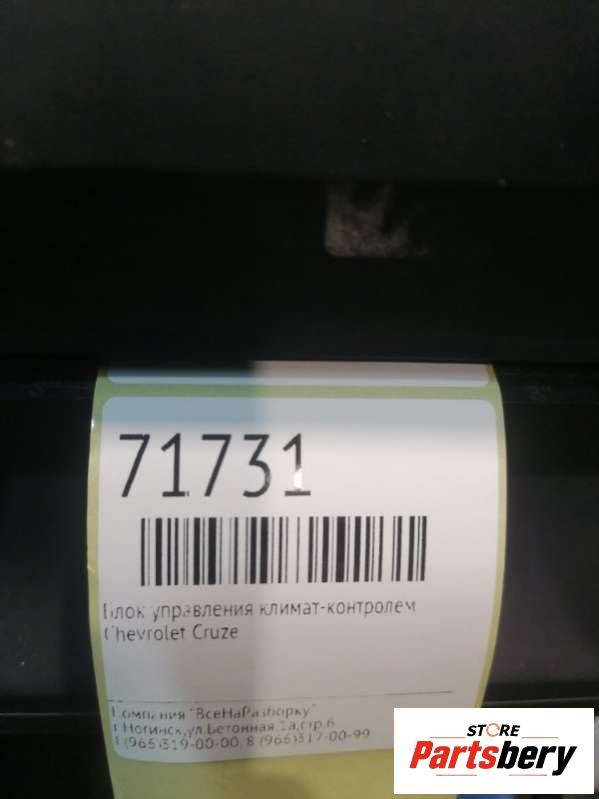 71731
Блок управления климат-контролем
Chevrolet Cruze
Компания "ВсеНаРазборку"
г.Ногинск,ул.Бетонная,1а,стр.6
8 (965)319-00-00, 8 (966)317-00-99
STORE
Partsbery